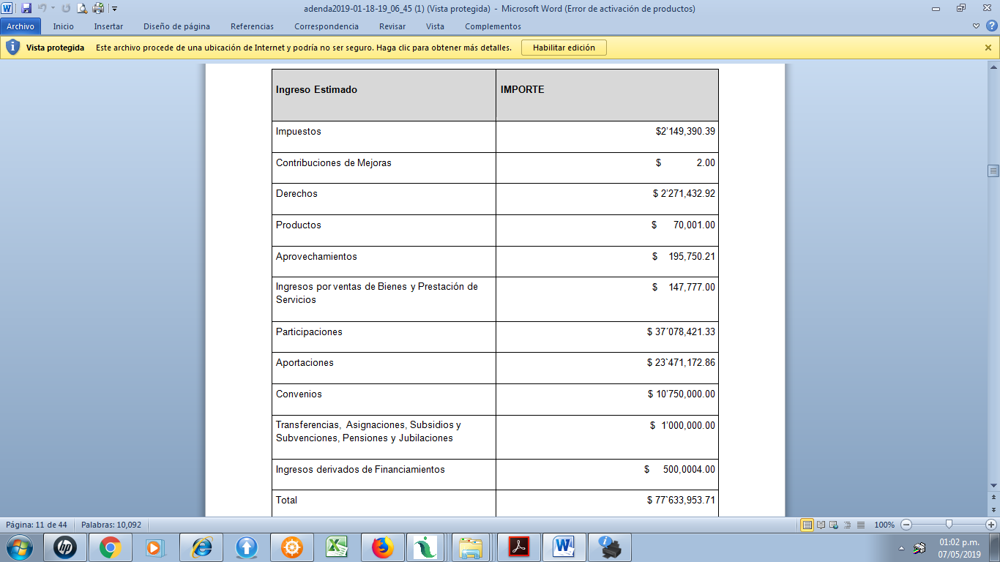 adenda2019-01-18-19_06_45 (1) (Vista protegida) - Microsoft Word (Error de activación de productos)
Archivo Inicio Insertar Diseño de página Referencias Correspondencia Revisar Vista Complementos
Vista protegida Este archivo procede de una ubicación de Internet y podría no ser seguro. Haga clic para obtener más detalles. Habilitar edición
Ingreso Estimado IMPORTE
Impuestos $2'149,390.39
Contribuciones de Mejoras $ 2.00
Derechos $ 2'271,432.92
Productos $ 70,001.00
Aprovechamientos $ 195,750.21
Ingresos por ventas de Bienes y Prestación de $ 147,777.00
Servicios
Participaciones $ 37´078,421.33
Aportaciones $ 23`471,172.86
Convenios $ 10'750,000.00
Transferencias, Asignaciones, Subsidios y $ 1'000,000.00
Subvenciones, Pensiones y Jubilaciones
Ingresos derivados de Financiamientos $ 500,0004.00
Total $ 77`633,953.71
Página: 11 de 44 Palabras: 10,092 100%
01:02 p.m.
07/05/2019